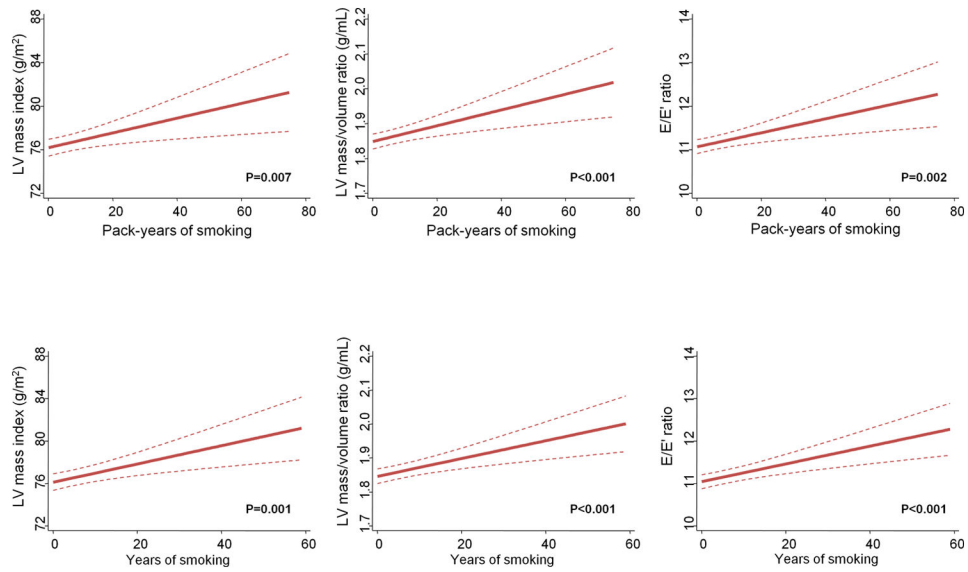 LV mass index (g/m²)
88
84
80
76
72
P=0.007
0 20 40 60 80
Pack-years of smoking
LV mass/volume ratio (g/mL)
2.2
2.1
2.0
1.9
1.8
1.7
P<0.001
0 20 40 60 80
Pack-years of smoking
E/E' ratio
14
13
12
11
10
P=0.002
0 20 40 60 80
Pack-years of smoking
LV mass index (g/m²)
88
84
80
76
72
P=0.001
0 20 40 60
Years of smoking
LV mass/volume ratio (g/mL)
2.2
2.1
2.0
1.9
1.8
1.7
P<0.001
0 20 40 60
Years of smoking
E/E' ratio
14
13
12
11
10
P<0.001
0 20 40 60
Years of smoking